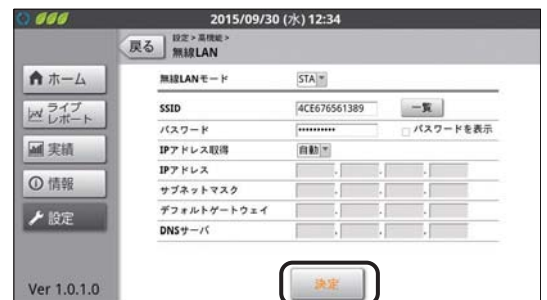 2015/09/30 (水) 12:34
戻る
設定 > 高機能 >
無線LAN
ホーム
ライブ
レポート
実績
情報
設定
Ver 1.0.1.0
無線LANモード STA
SSID 4CE676561389 一覧
パスワード ********** パスワードを表示
IPアドレス取得 自動
IPアドレス
サブネットマスク
デフォルトゲートウェイ
DNSサーバ
決定